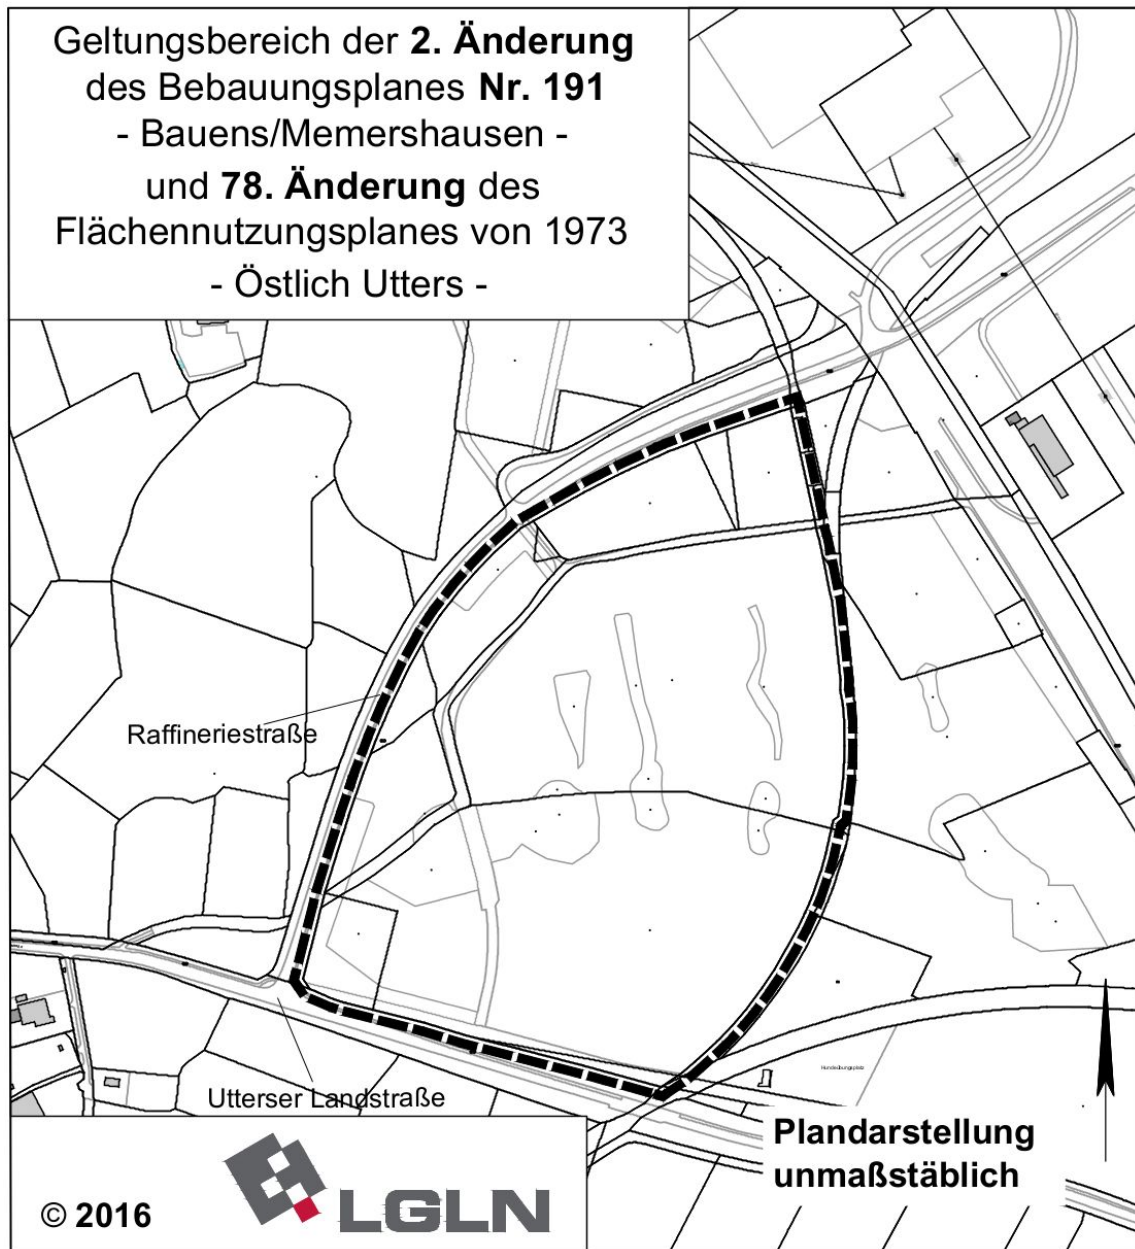 Geltungsbereich der 2. Änderung
des Bebauungsplanes Nr. 191
- Bauens/Memershausen -
und 78. Änderung des
Flächennutzungsplanes von 1973
- Östlich Utters -
Raffineriestraße
Utterser Landstraße
Hundeübungsplatz
Plandarstellung
unmaßstäblich
© 2016
LGLN